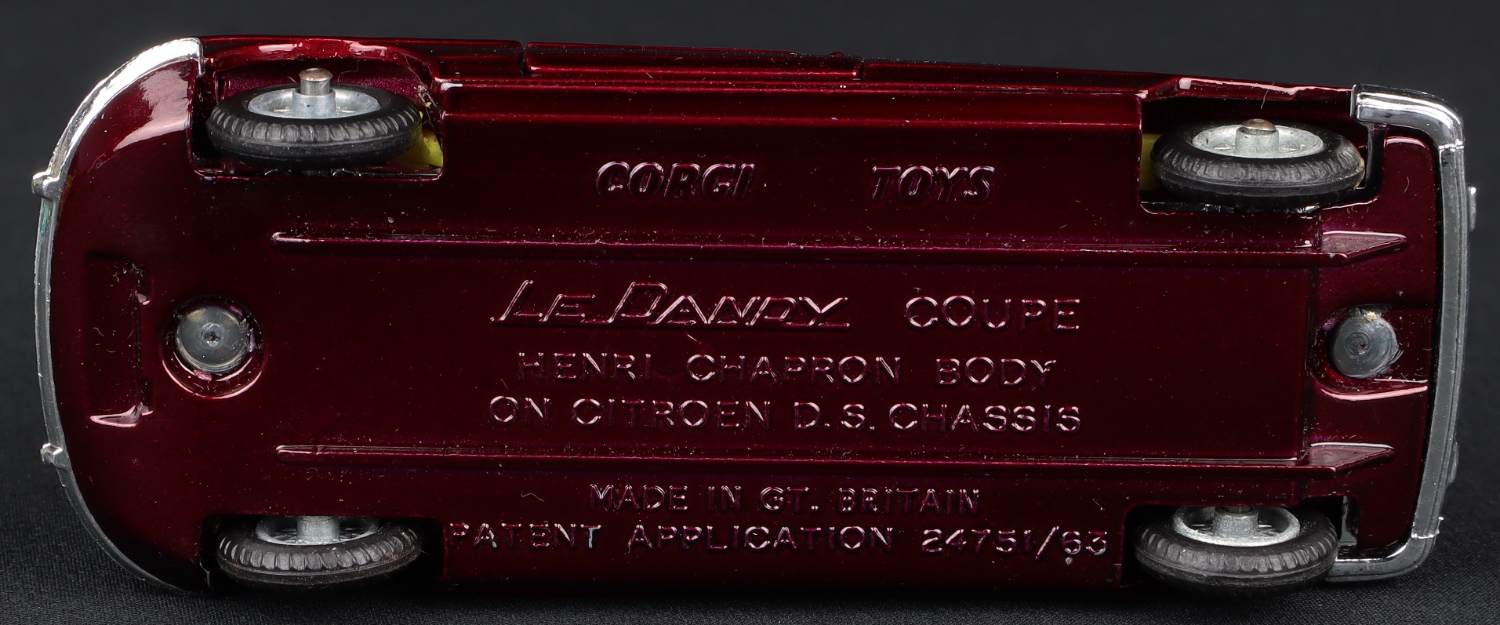 CORGI TOYS
LE DANDY COUPE
HENRI CHAPRON BODY
ON CITROEN D.S. CHASSIS
MADE IN GT. BRITAIN
PATENT APPLICATION 24751/63